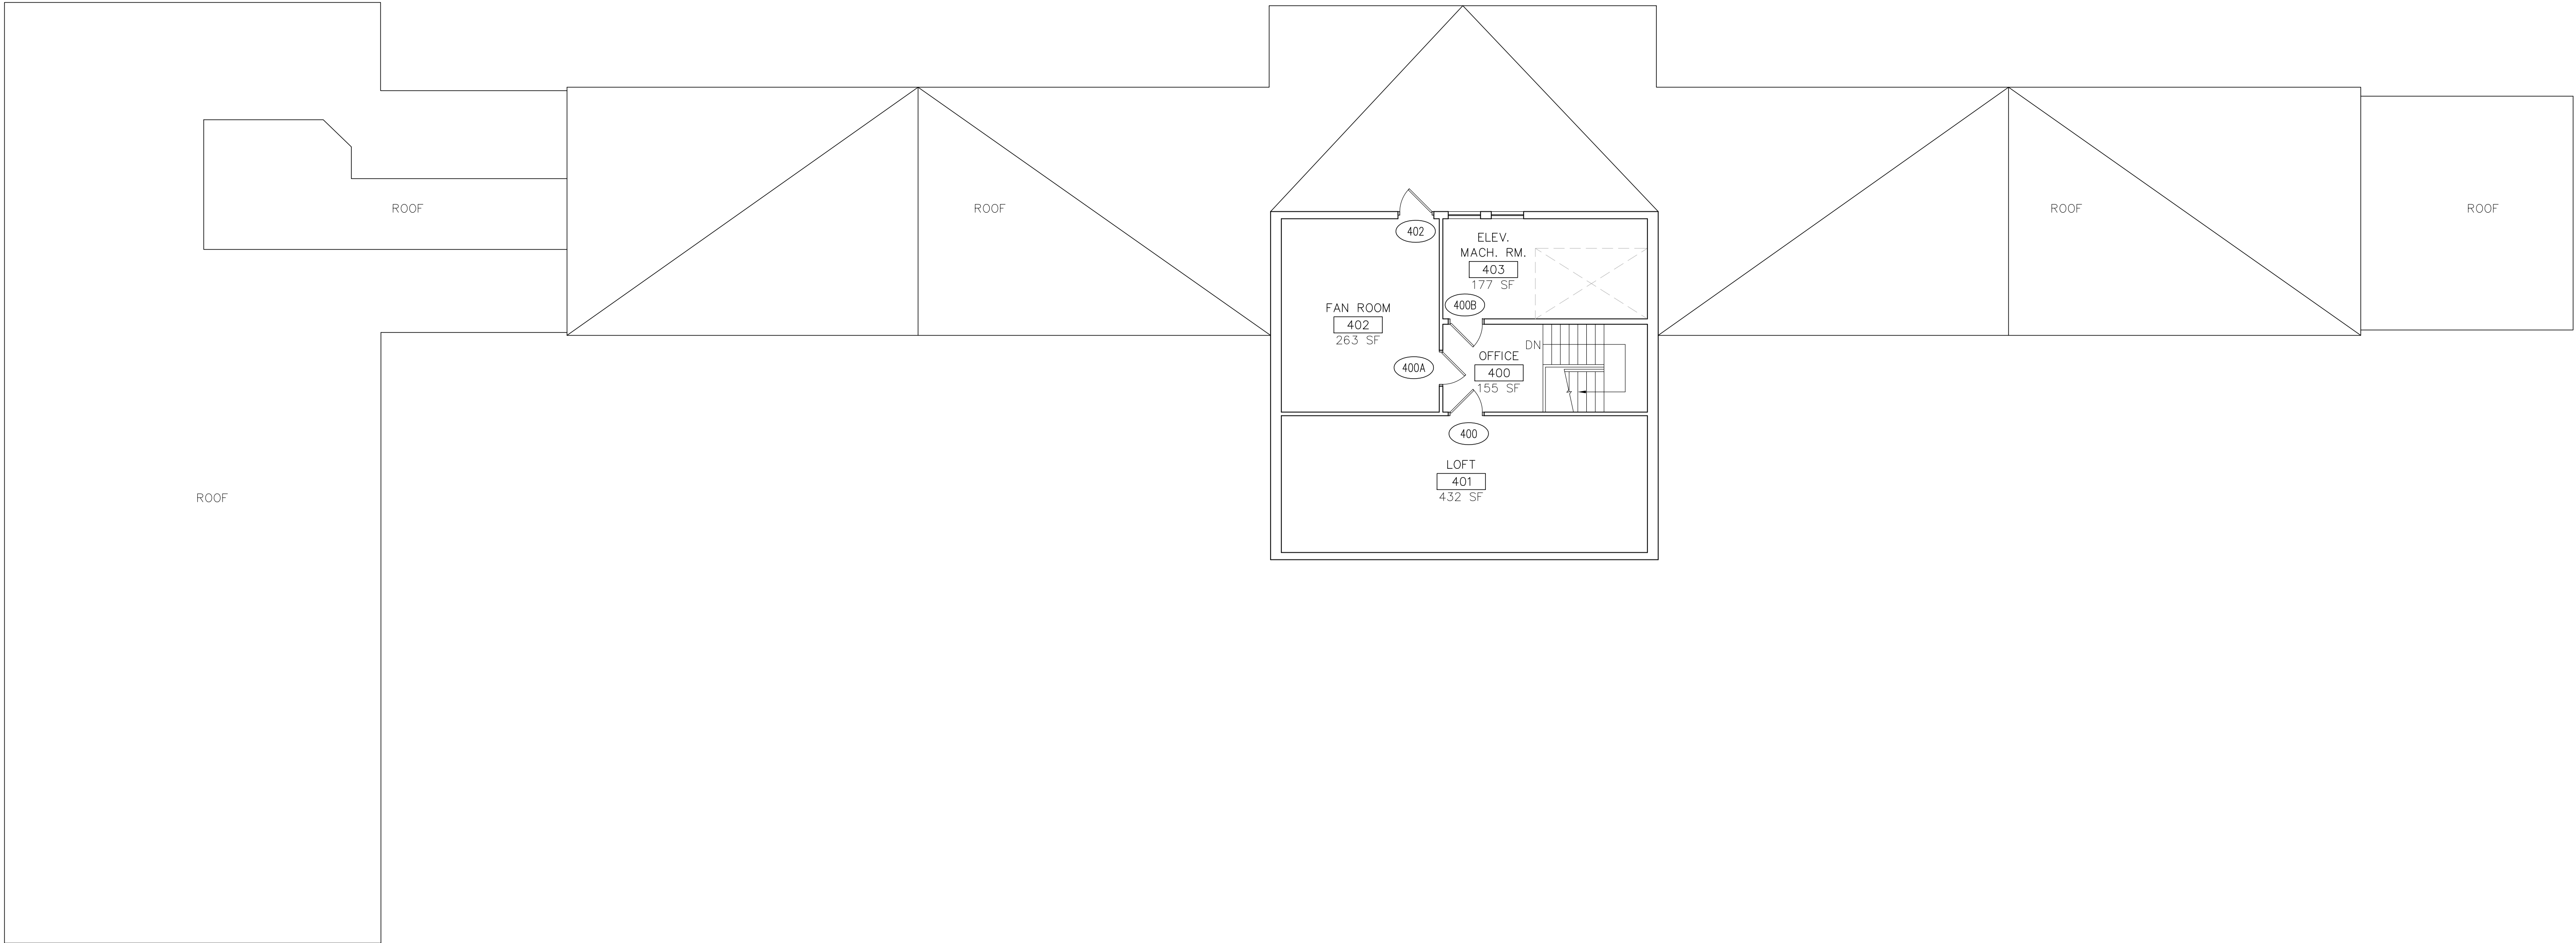 ROOF
ROOF
402
ELEV.
MACH. RM.
403
177 SF
ROOF
ROOF
FAN ROOM
402
263 SF
400B
400A
OFFICE
400
155 SF
DN
400
LOFT
401
432 SF
ROOF